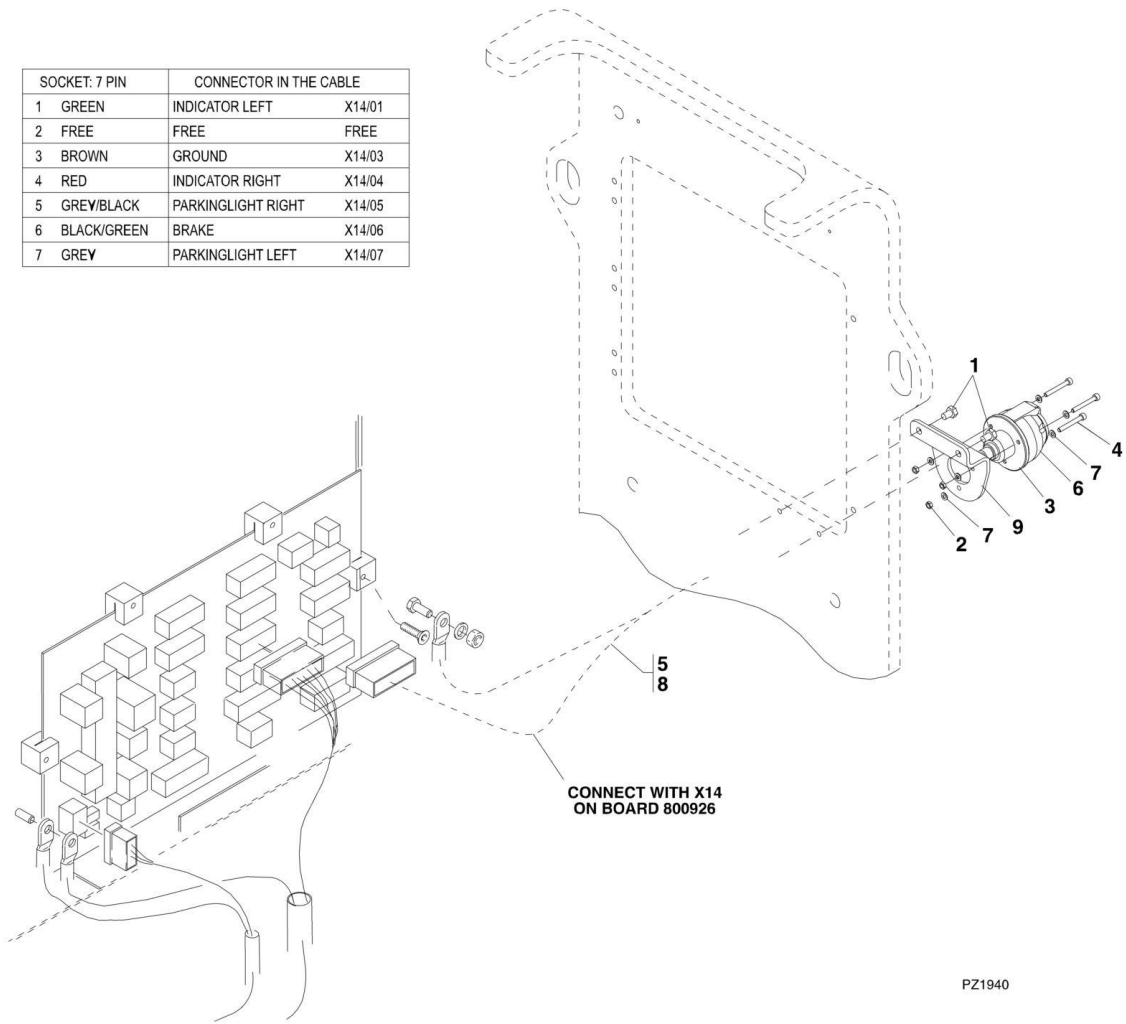 SOCKET: 7 PIN CONNECTOR IN THE CABLE
1 GREEN INDICATOR LEFT X14/01
2 FREE FREE FREE
3 BROWN GROUND X14/03
4 RED INDICATOR RIGHT X14/04
5 GREY/BLACK PARKINGLIGHT RIGHT X14/05
6 BLACK/GREEN BRAKE X14/06
7 GREY PARKINGLIGHT LEFT X14/07
1
4
7
6
3
9
7
2
5
8
CONNECT WITH X14
ON BOARD 800926
PZ1940